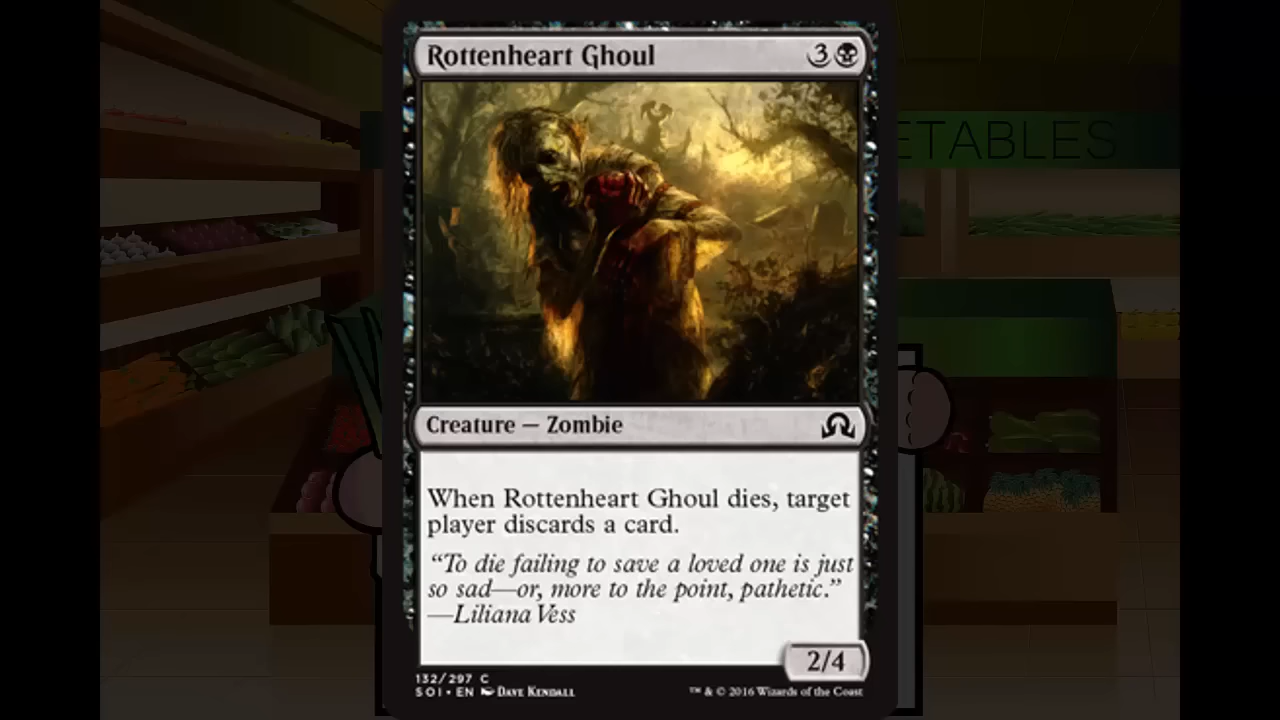 Rottenheart Ghoul 3
ETABLES
Creature — Zombie
When Rottenheart Ghoul dies, target
player discards a card.
“To die failing to save a loved one is just
so sad—or, more to the point, pathetic.”
—Liliana Vess
2/4
132/297 C
SOI • EN Dave Kendall
™ & © 2016 Wizards of the Coast